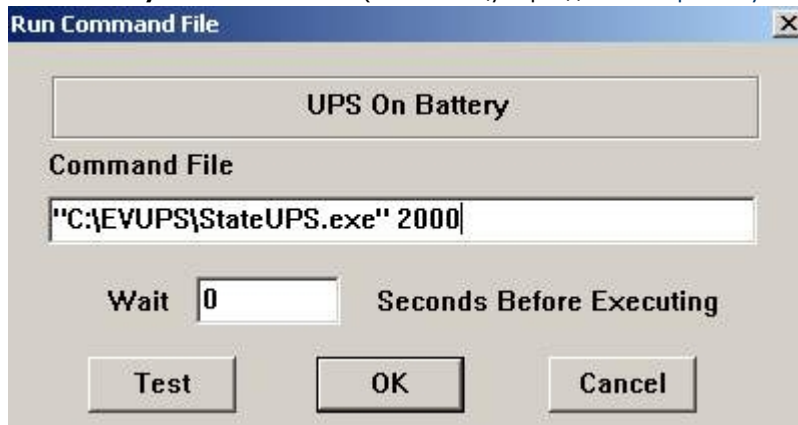 Run Command File
UPS On Battery
Command File
"C:\EVUPS\StateUPS.exe" 2000
Wait 0 Seconds Before Executing
Test OK Cancel